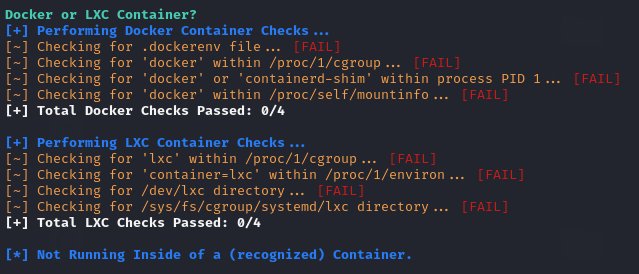 Docker or LXC Container?
[+] Performing Docker Container Checks...
[~] Checking for .dockerenv file... [FAIL]
[~] Checking for 'docker' within /proc/1/cgroup... [FAIL]
[~] Checking for 'docker' or 'containerd-shim' within process PID 1... [FAIL]
[~] Checking for 'docker' within /proc/self/mountinfo... [FAIL]
[+] Total Docker Checks Passed: 0/4
[+] Performing LXC Container Checks...
[~] Checking for 'lxc' within /proc/1/cgroup... [FAIL]
[~] Checking for 'container=lxc' within /proc/1/environ... [FAIL]
[~] Checking for /dev/lxc directory... [FAIL]
[~] Checking for /sys/fs/cgroup/systemd/lxc directory... [FAIL]
[+] Total LXC Checks Passed: 0/4
[*] Not Running Inside of a (recognized) Container.